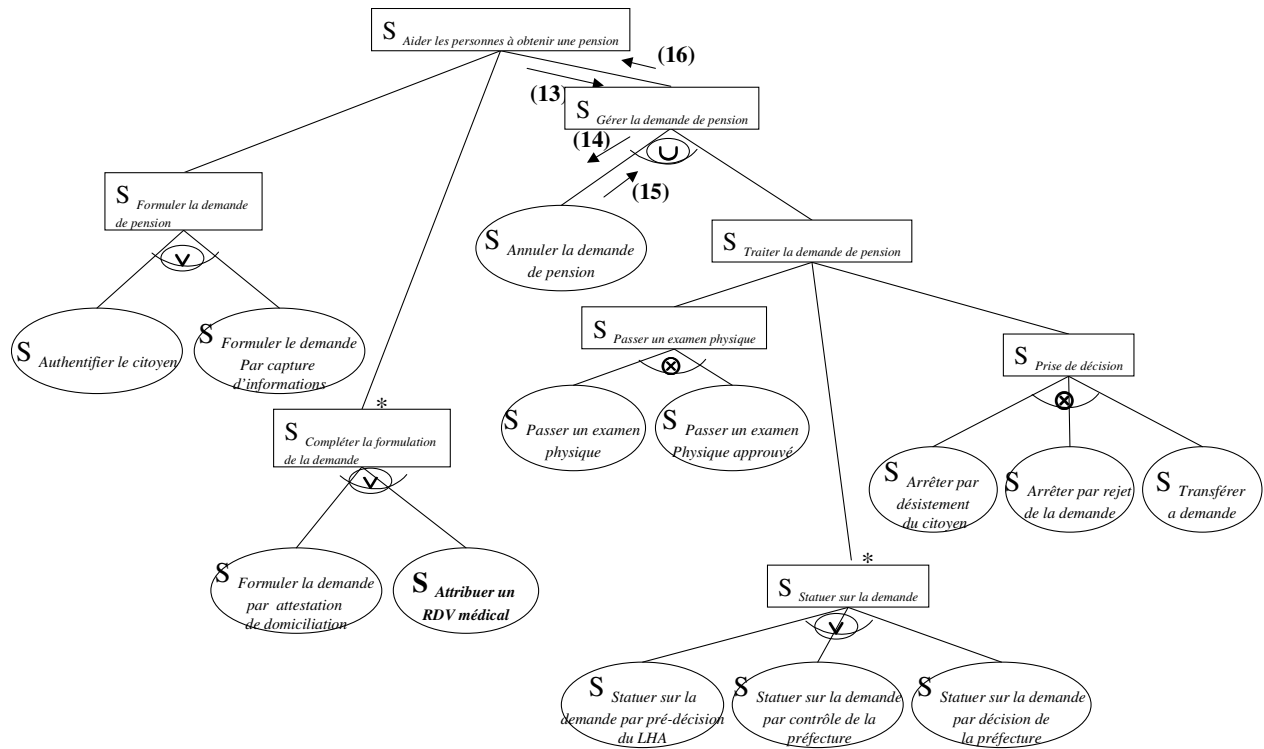 S Aider les personnes à obtenir une pension
(16)
(13)
S Gérer la demande de pension
(14)
(15)
S Formuler la demande
de pension
S Annuler la demande
de pension
S Traiter la demande de pension
S Authentifier le citoyen
S Formuler le demande
Par capture
d'informations
S Passer un examen physique
S Prise de décision
*
S Compléter la formulation
de la demande
S Passer un examen
physique
S Passer un examen
Physique approuvé
S Arrêter par
désistement
du citoyen
S Arrêter par rejet
de la demande
S Transférer
a demande
S Formuler la demande
par attestation
de domiciliation
S Attribuer un
RDV médical
*
S Statuer sur la demande
S Statuer sur la
demande par pré-décision
du LHA
S Statuer sur la demande
par contrôle de la
préfecture
S Statuer sur la demande
par décision de
la préfecture